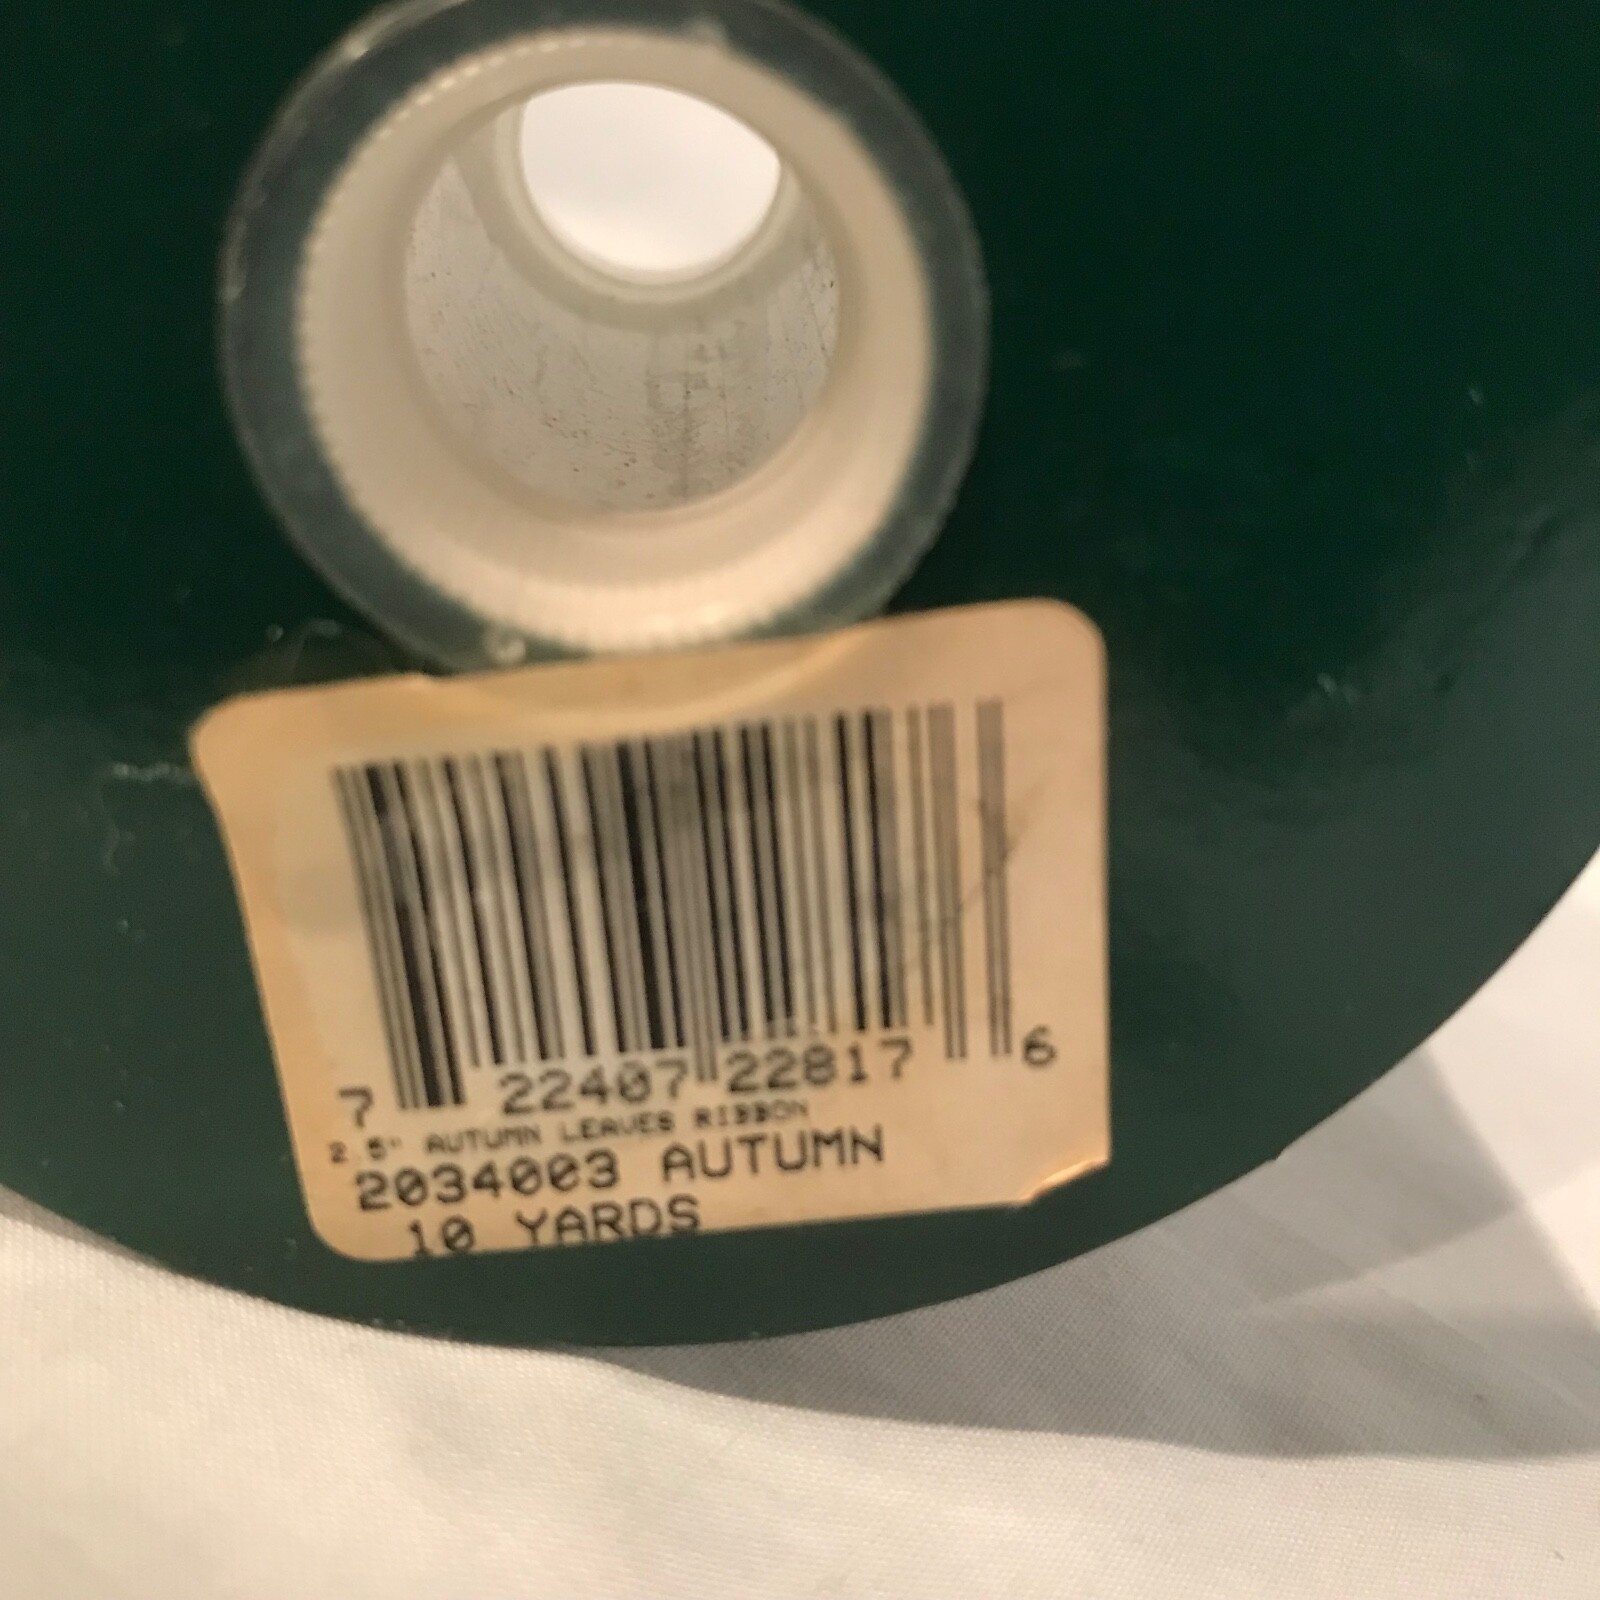 7 22407 22817 6
2.5" AUTUMN LEAVES RIBBON
2034003 AUTUMN
10 YARDS